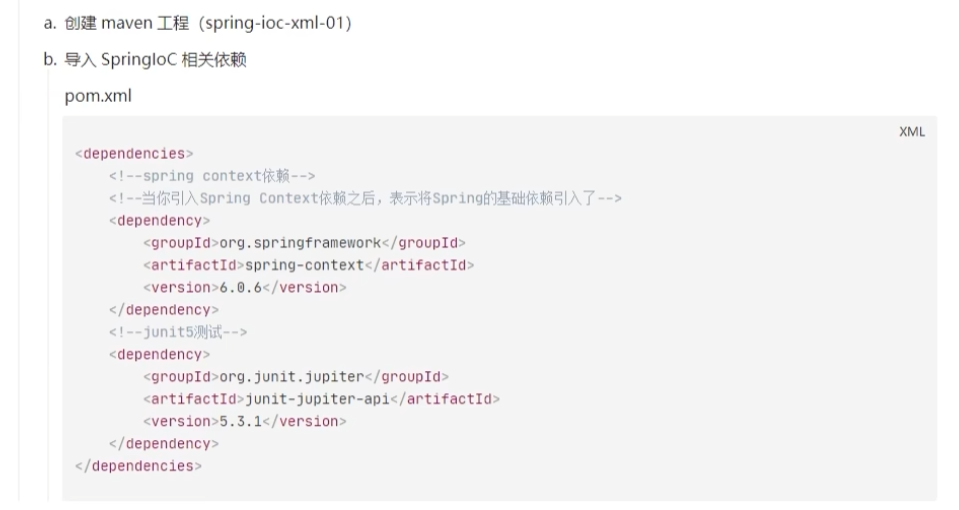 a. 创建 maven 工程（spring-ioc-xml-01）
b. 导入 SpringIoC 相关依赖
pom.xml
XML
<dependencies>
    <!--spring context依赖-->
    <!--当你引入Spring Context依赖之后，表示将Spring的基础依赖引入了-->
    <dependency>
        <groupId>org.springframework</groupId>
        <artifactId>spring-context</artifactId>
        <version>6.0.6</version>
    </dependency>
    <!--junit5测试-->
    <dependency>
        <groupId>org.junit.jupiter</groupId>
        <artifactId>junit-jupiter-api</artifactId>
        <version>5.3.1</version>
    </dependency>
</dependencies>